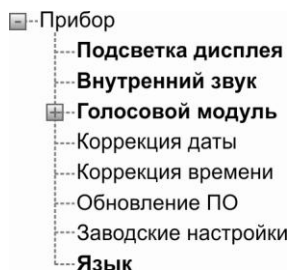 Прибор
Подсветка дисплея
Внутренний звук
Голосовой модуль
Коррекция даты
Коррекция времени
Обновление ПО
Заводские настройки
Язык